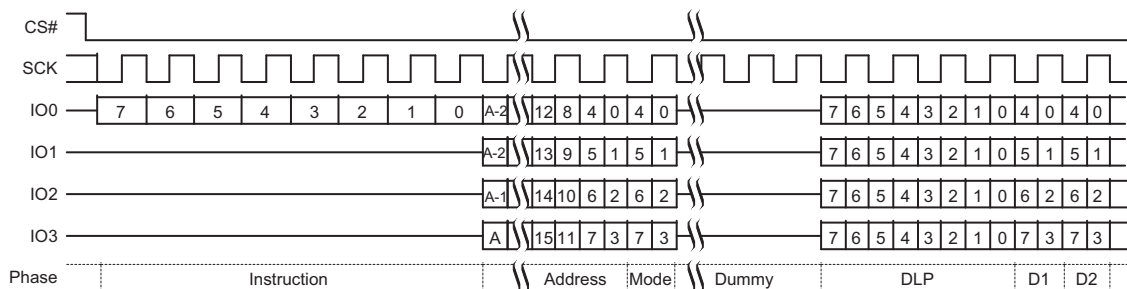 CS#
SCK
IO0 7 6 5 4 3 2 1 0 A-2 12 8 4 0 4 0 7 6 5 4 3 2 1 0 4 0 4 0
IO1 A-2 13 9 5 1 5 1 7 6 5 4 3 2 1 0 5 1 5 1
IO2 A-1 14 10 6 2 6 2 7 6 5 4 3 2 1 0 6 2 6 2
IO3 A 15 11 7 3 7 3 7 6 5 4 3 2 1 0 7 3 7 3
Phase Instruction Address Mode Dummy DLP D1 D2